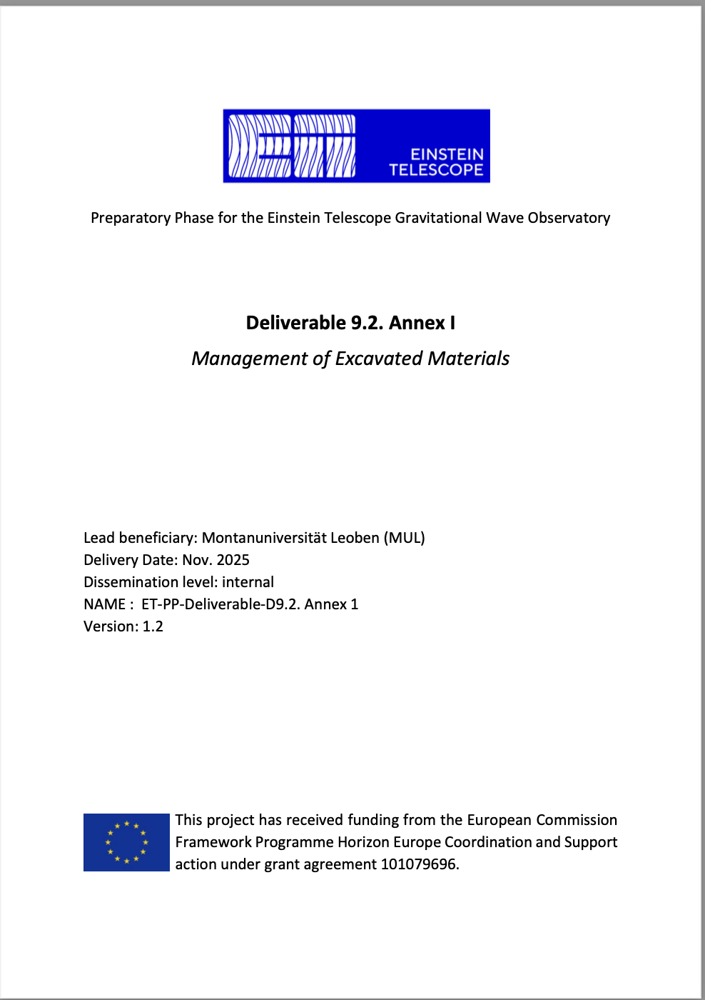 ET EINSTEIN
TELESCOPE
Preparatory Phase for the Einstein Telescope Gravitational Wave Observatory
Deliverable 9.2. Annex I
Management of Excavated Materials
Lead beneficiary: Montanuniversität Leoben (MUL)
Delivery Date: Nov. 2025
Dissemination level: internal
NAME :  ET-PP-Deliverable-D9.2. Annex 1
Version: 1.2
This project has received funding from the European Commission
Framework Programme Horizon Europe Coordination and Support
action under grant agreement 101079696.